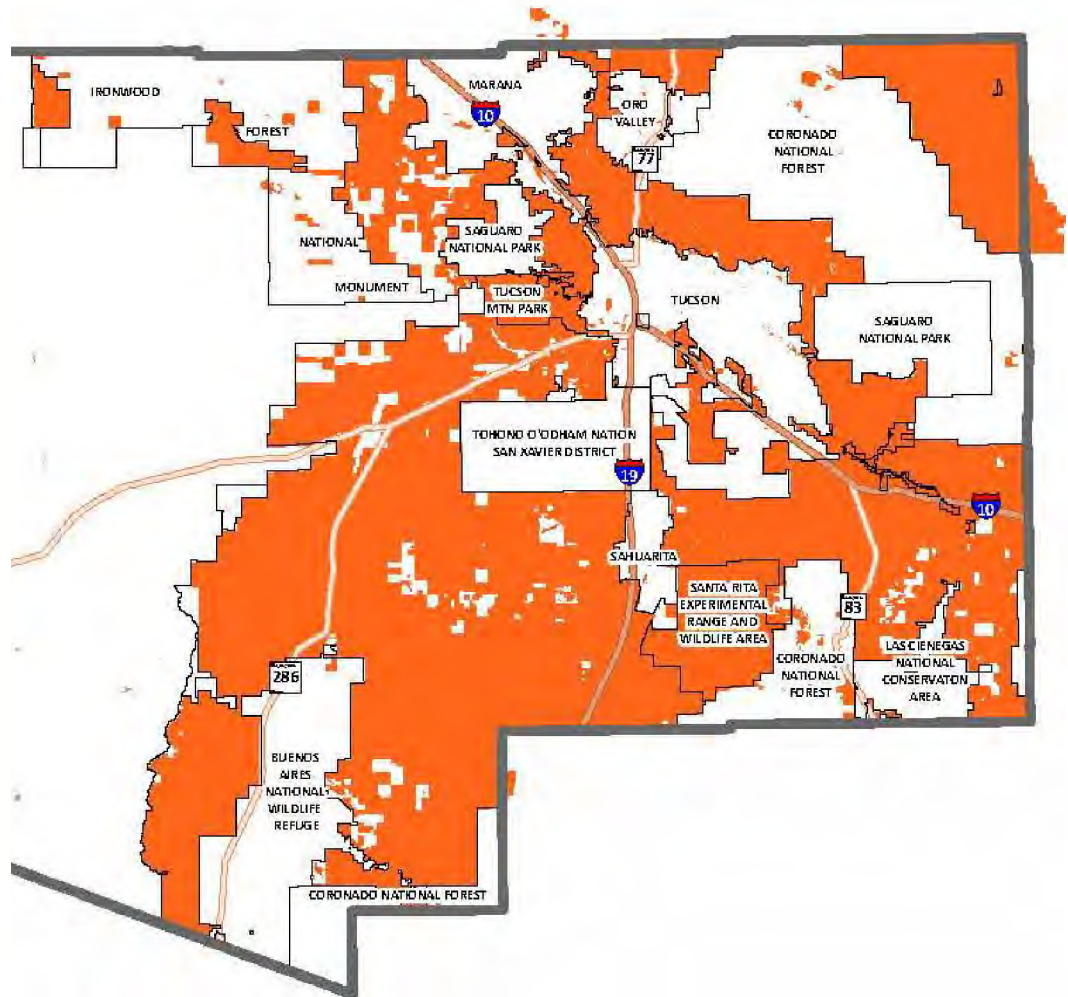 IRONWOOD
FOREST
NATIONAL
MONUMENT
MARANA
10
ORO
VALLEY
77
CORONADO
NATIONAL
FOREST
SAGUARO
NATIONAL PARK
TUCSON
MTN PARK
TUCSON
SAGUARO
NATIONAL PARK
TOHONO O'ODHAM NATION
SAN XAVIER DISTRICT
19
10
SAHUARITA
SANTA RITA
EXPERIMENTAL
RANGE AND
WILDLIFE AREA
83
CORONADO
NATIONAL
FOREST
LAS CIENEGAS
NATIONAL
CONSERVATON
AREA
286
BUENOS
AIRES
NATIONAL
WILDLIFE
REFUGE
CORONADO NATIONAL FOREST